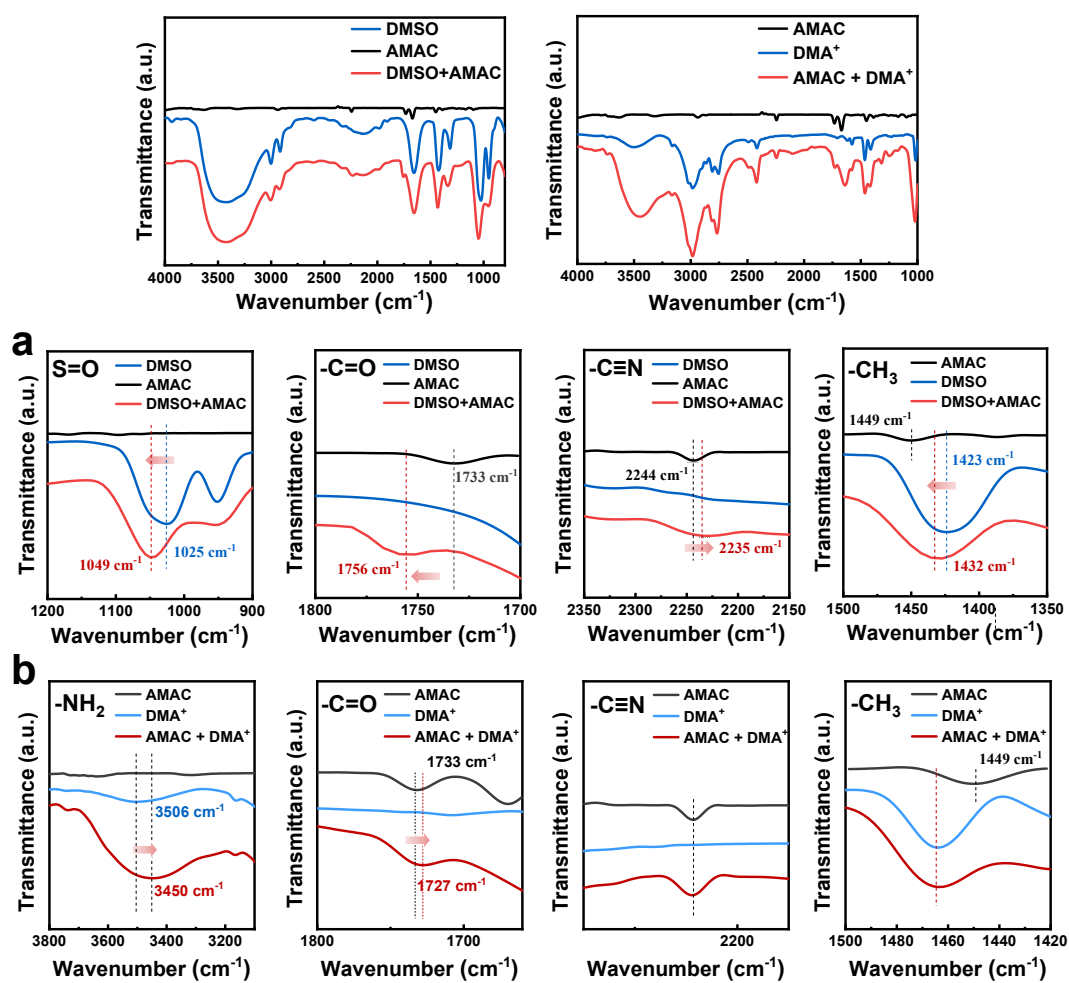 DMSO
AMAC
DMSO+AMAC
Transmittance (a.u.)
4000 3500 3000 2500 2000 1500 1000
Wavenumber (cm⁻¹)
AMAC
DMA⁺
AMAC + DMA⁺
Transmittance (a.u.)
4000 3500 3000 2500 2000 1500 1000
Wavenumber (cm⁻¹)
a
S=O
DMSO
AMAC
DMSO+AMAC
1049 cm⁻¹
1025 cm⁻¹
Transmittance (a.u.)
1200 1100 1000 900
Wavenumber (cm⁻¹)
-C=O
DMSO
AMAC
DMSO+AMAC
1733 cm⁻¹
1756 cm⁻¹
Transmittance (a.u.)
1800 1750 1700
Wavenumber (cm⁻¹)
-C≡N
DMSO
AMAC
DMSO+AMAC
2244 cm⁻¹
2235 cm⁻¹
Transmittance (a.u.)
2350 2300 2250 2200 2150
Wavenumber (cm⁻¹)
-CH₃
AMAC
DMSO
DMSO+AMAC
1449 cm⁻¹
1423 cm⁻¹
1432 cm⁻¹
Transmittance (a.u.)
1500 1450 1400 1350
Wavenumber (cm⁻¹)
b
-NH₂
AMAC
DMA⁺
AMAC + DMA⁺
3506 cm⁻¹
3450 cm⁻¹
Transmittance (a.u.)
3800 3600 3400 3200
Wavenumber (cm⁻¹)
-C=O
AMAC
DMA⁺
AMAC + DMA⁺
1733 cm⁻¹
1727 cm⁻¹
Transmittance (a.u.)
1800 1700
Wavenumber (cm⁻¹)
-C≡N
AMAC
DMA⁺
AMAC + DMA⁺
Transmittance (a.u.)
2200
Wavenumber (cm⁻¹)
-CH₃
AMAC
DMA⁺
AMAC + DMA⁺
1449 cm⁻¹
Transmittance (a.u.)
1500 1480 1460 1440 1420
Wavenumber (cm⁻¹)